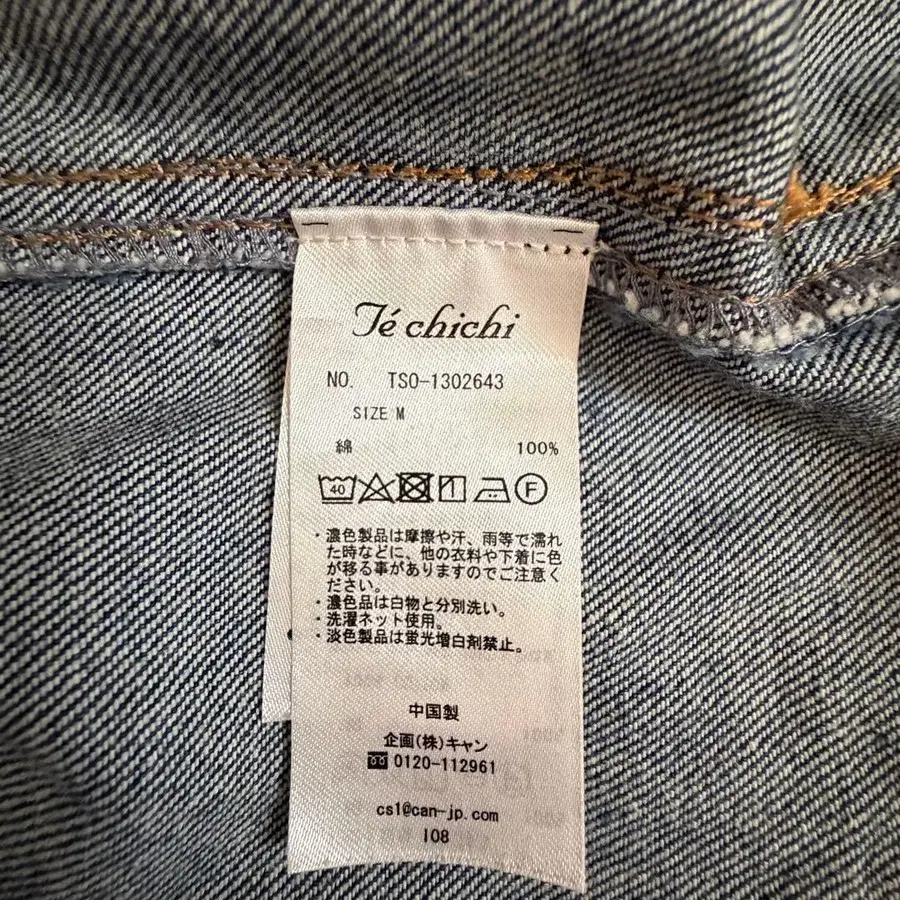 Té chichi
NO. TSO-1302643
SIZE M
綿 100%
40 F
・濃色製品は摩擦や汗、雨等で濡れ
た時などに、他の衣料や下着に色
が移る事がありますのでご注意く
ださい。
・濃色品は白物と分別洗い。
・洗濯ネット使用。
・淡色製品は蛍光増白剤禁止。
中国製
企画(株)キャン
0120-112961
cs1@can-jp.com
108